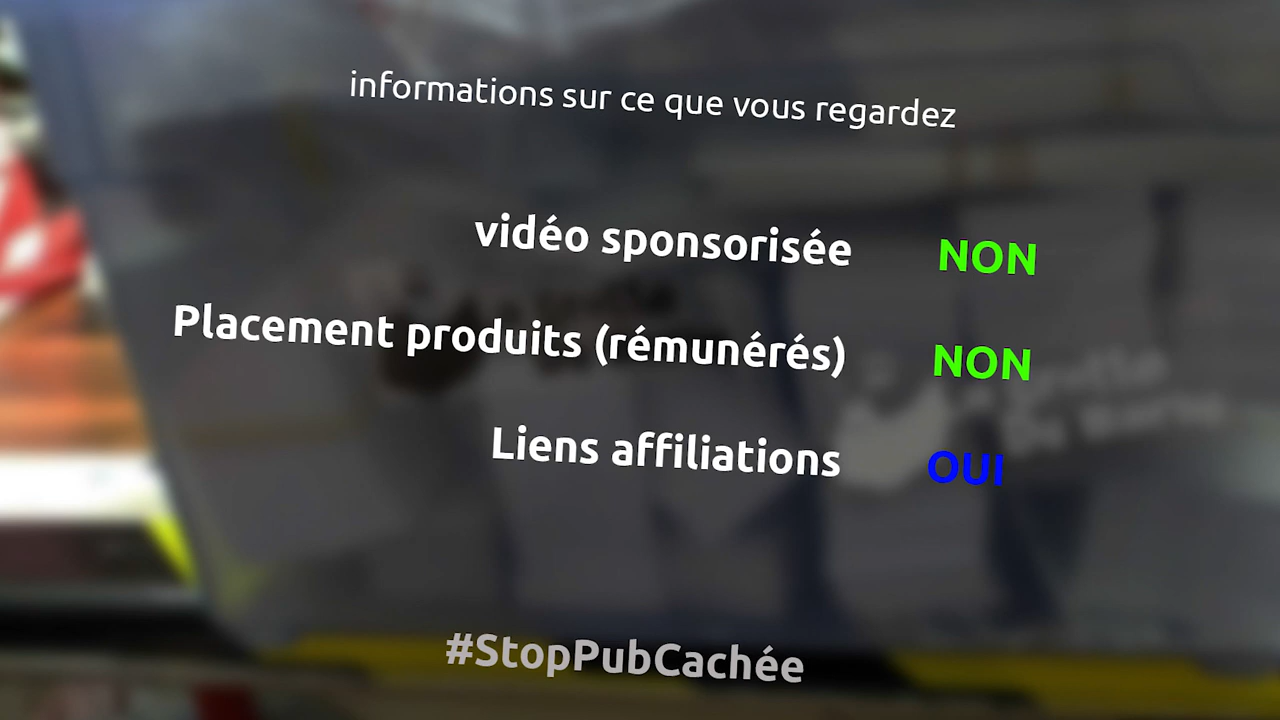 informations sur ce que vous regardez
vidéo sponsorisée NON
Placement produits (rémunérés) NON
Liens affiliations OUI
#StopPubCachée